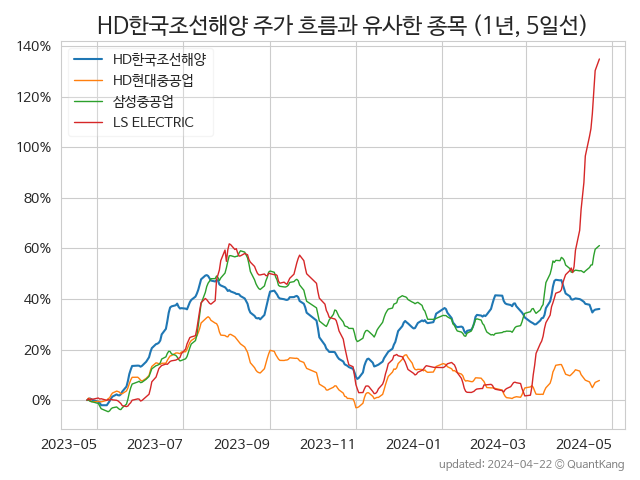 HD한국조선해양 주가 흐름과 유사한 종목 (1년, 5일선)
140%
120%
100%
80%
60%
40%
20%
0%
HD한국조선해양
HD현대중공업
삼성중공업
LS ELECTRIC
2023-05
2023-07
2023-09
2023-11
2024-01
2024-03
2024-05
updated: 2024-04-22 © QuantKang